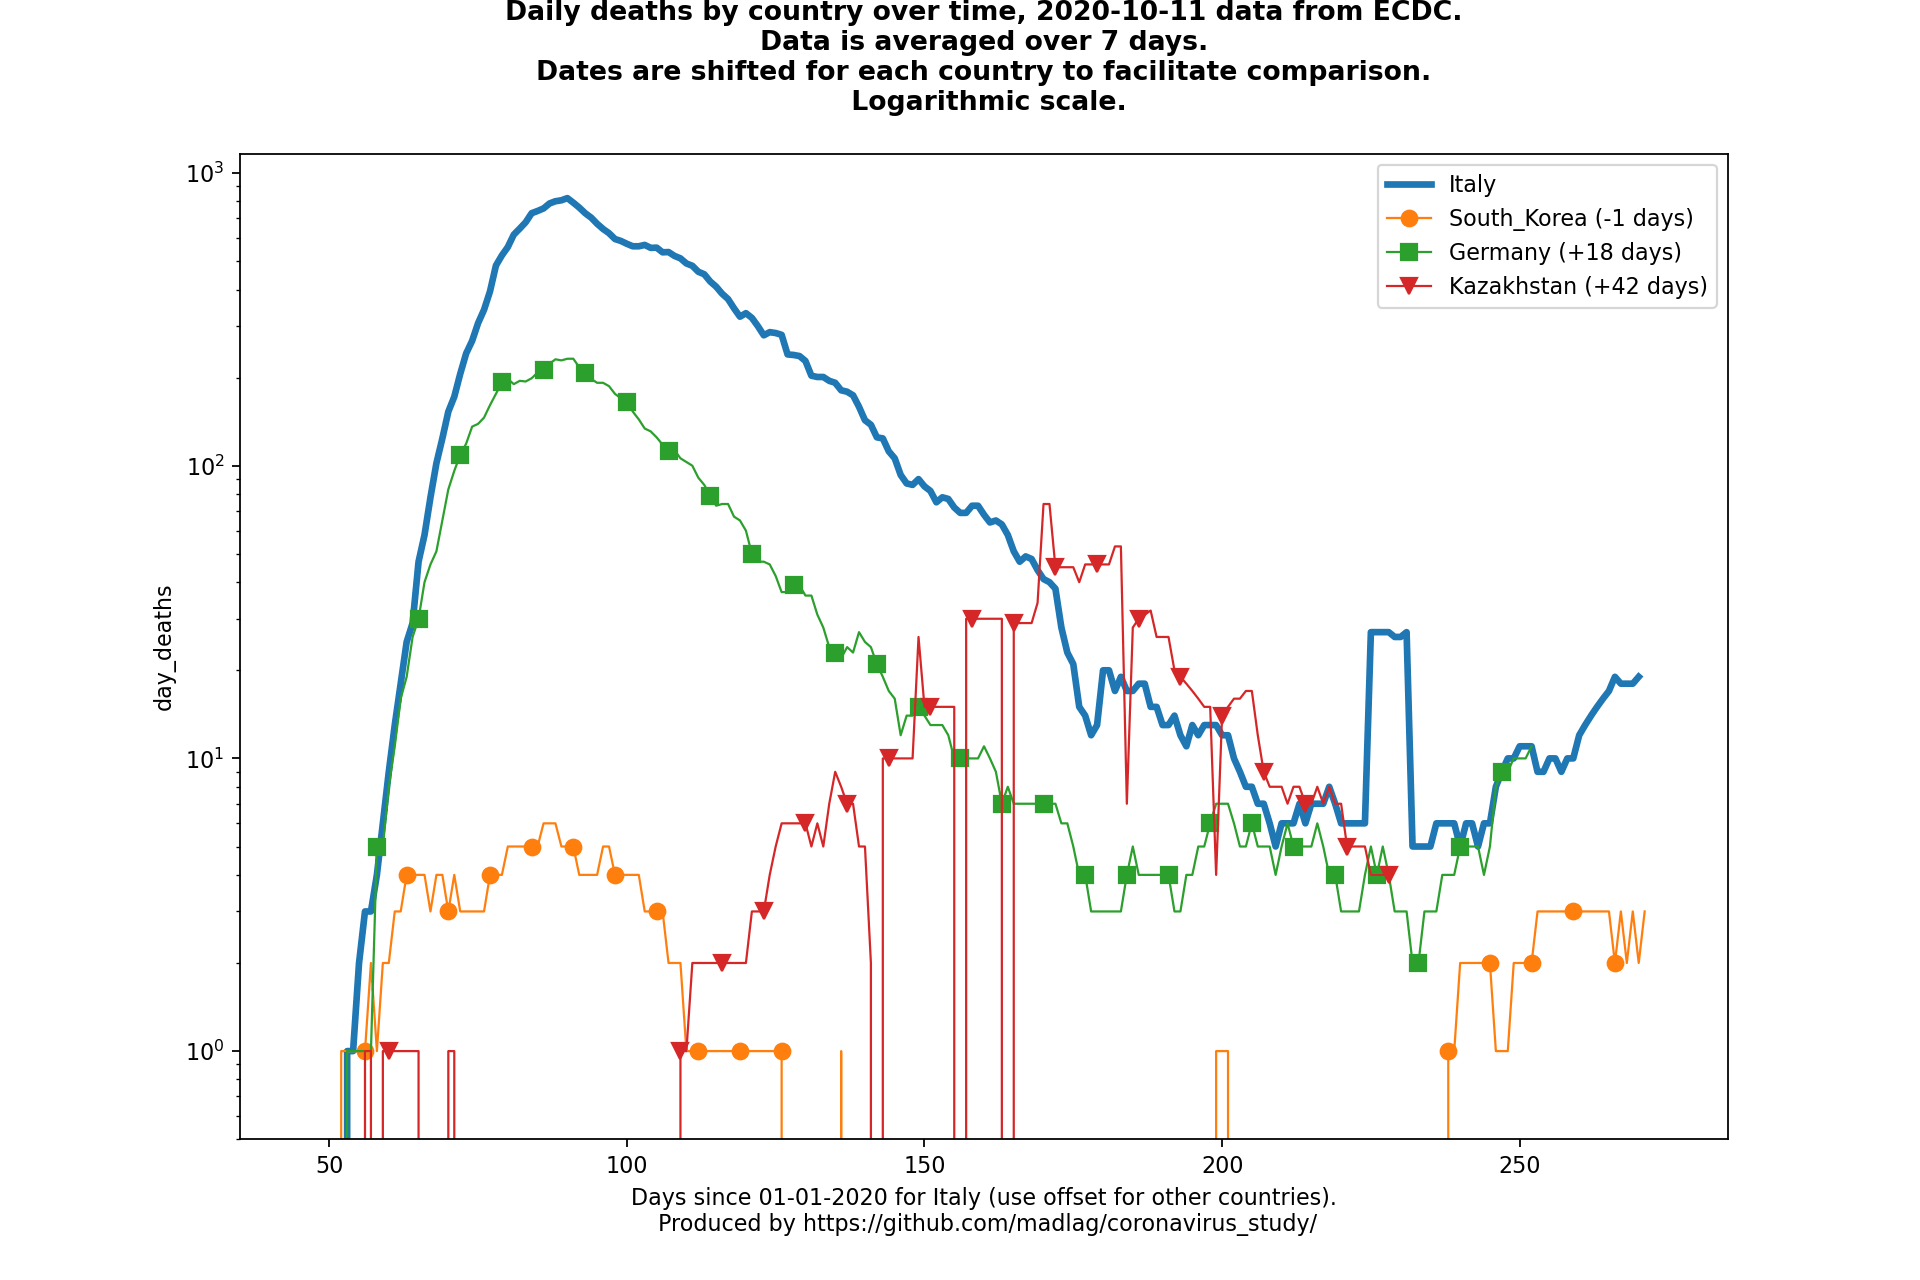 Daily deaths by country over time, 2020-10-11 data from ECDC.
Data is averaged over 7 days.
Dates are shifted for each country to facilitate comparison.
Logarithmic scale.
10³
10²
10¹
10⁰
day_deaths
Italy
South_Korea (-1 days)
Germany (+18 days)
Kazakhstan (+42 days)
50 100 150 200 250
Days since 01-01-2020 for Italy (use offset for other countries).
Produced by https://github.com/madlag/coronavirus_study/